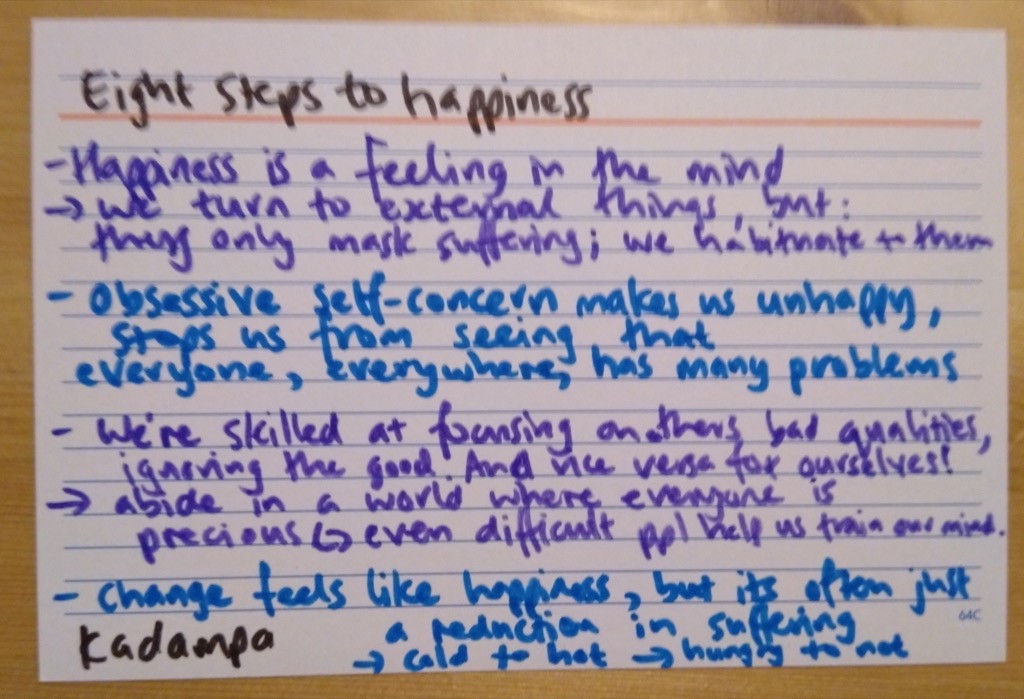 Eight steps to happiness
- Happiness is a feeling in the mind
→ we turn to external things, but:
they only mask suffering; we habituate to them
- Obsessive self-concern makes us unhappy,
stops us from seeing that
everyone, everywhere, has many problems
- We're skilled at focusing on others bad qualities,
ignoring the good. And vice versa for ourselves!
→ abide in a world where everyone is
precious ↪ even difficult ppl help us train our mind.
- Change feels like happiness, but its often just
a reduction in suffering
→ cold to hot → hungry to not
Kadampa
64C